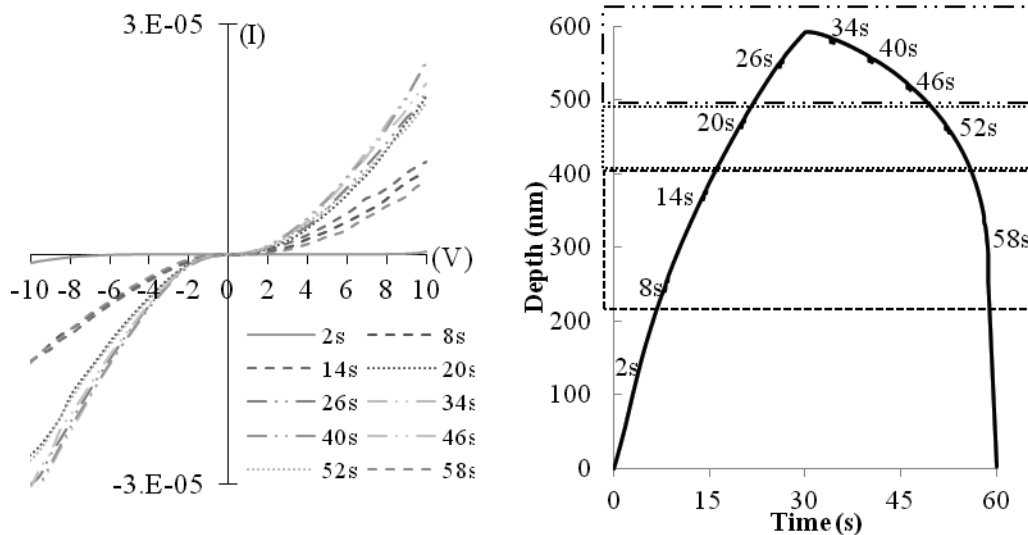 3.E-05
(I)
(V)
-10 -8 -6 -4 -2 0 2 4 6 8 10
2s 8s
14s 20s
26s 34s
40s 46s
52s 58s
-3.E-05
600
500
400
300
200
100
0
Depth (nm)
34s
40s
26s
46s
20s
52s
14s
58s
8s
2s
0 15 30 45 60
Time (s)